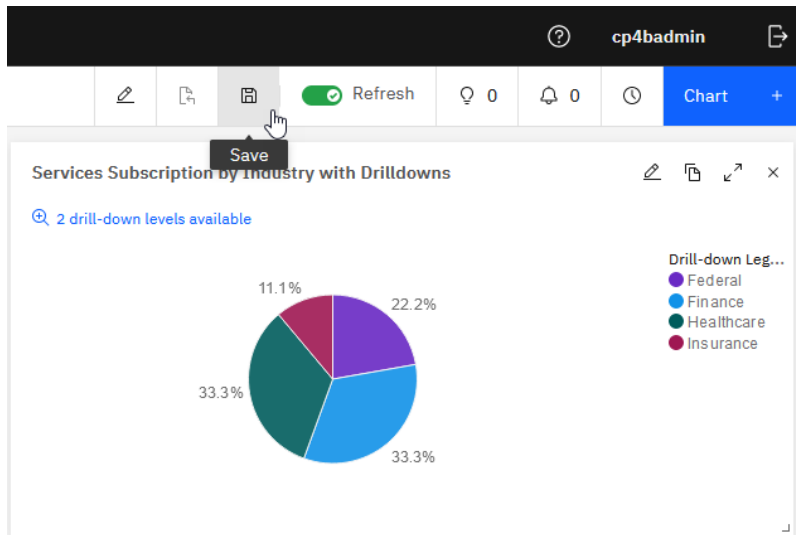 cp4badmin
Refresh
0
0
Chart +
Save
Services Subscription by Industry with Drilldowns
2 drill-down levels available
Drill-down Leg...
Federal
Finance
Healthcare
Insurance
11.1%
22.2%
33.3%
33.3%